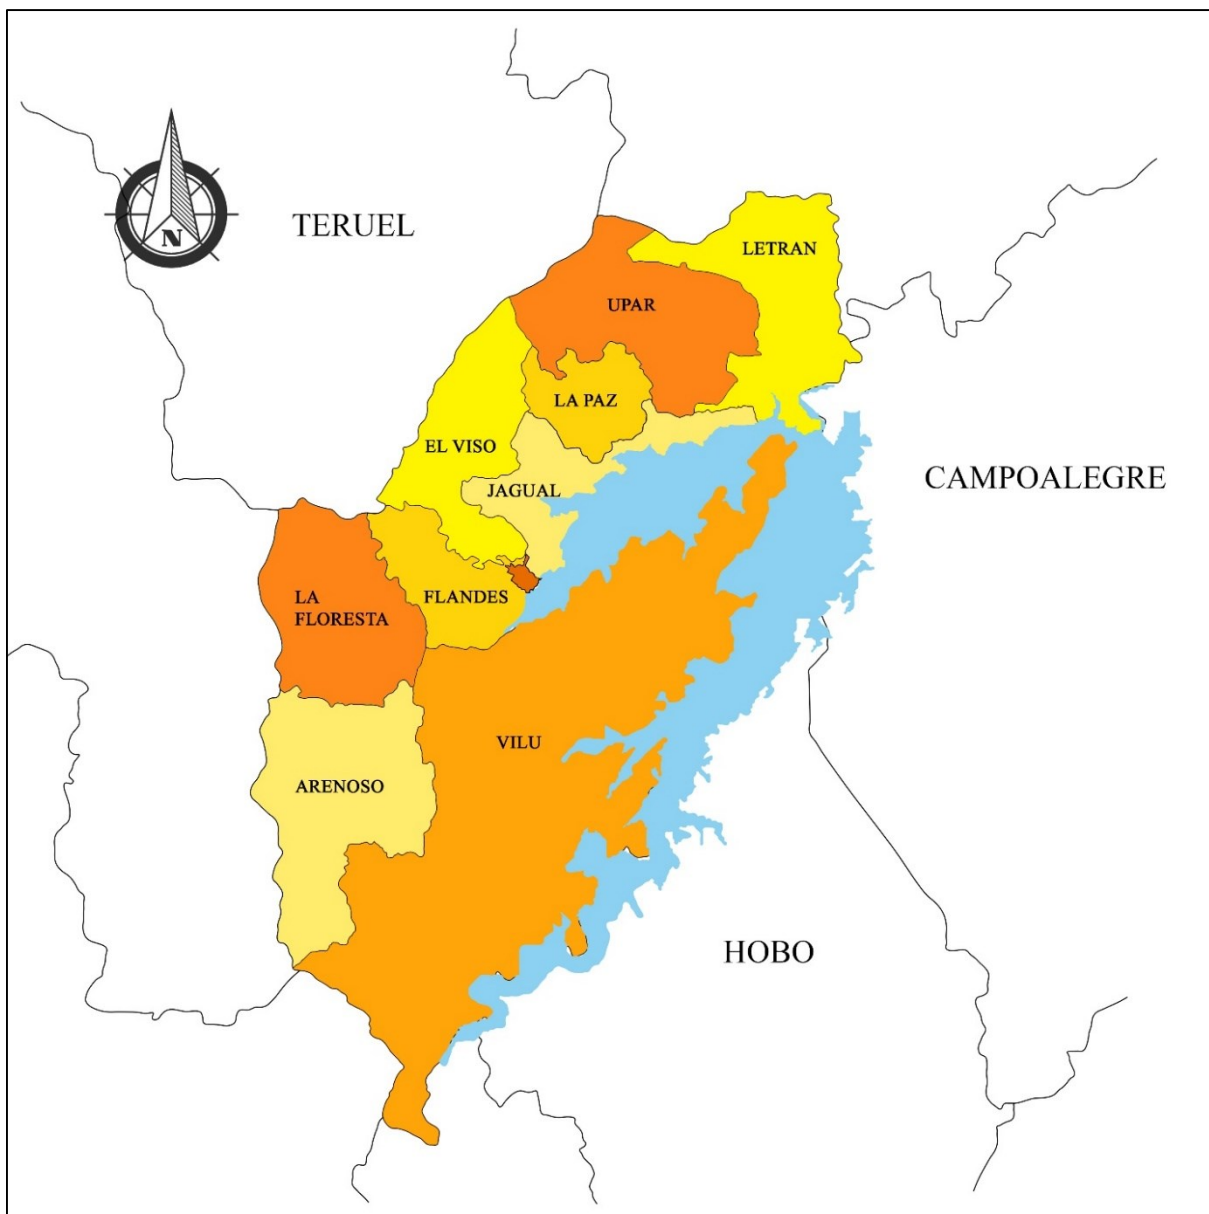 TERUEL
N
LETRAN
UPAR
LA PAZ
EL VISO
JAGUAL
CAMPOALEGRE
LA
FLORESTA
FLANDES
VILU
ARENOSO
HOBO